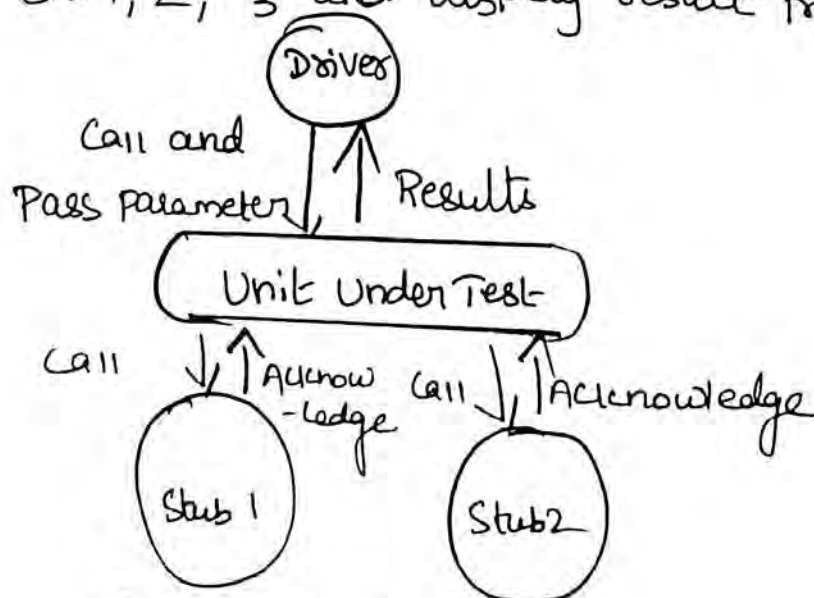 Driver
Call and
Pass parameter
Results
Unit Under Test
Call
Acknow
-ledge
Call
Acknowledge
Stub 1
Stub2